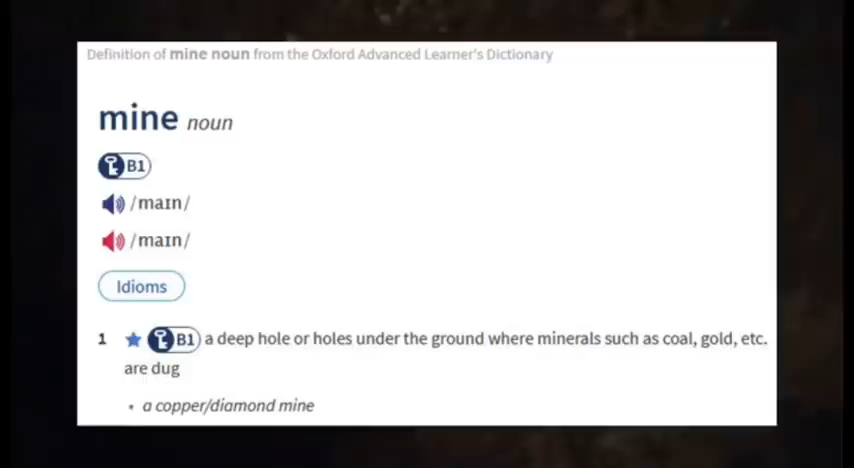 Definition of mine noun from the Oxford Advanced Learner's Dictionary
mine noun
B1
/maɪn/
/maɪn/
Idioms
1 B1 a deep hole or holes under the ground where minerals such as coal, gold, etc.
are dug
• a copper/diamond mine